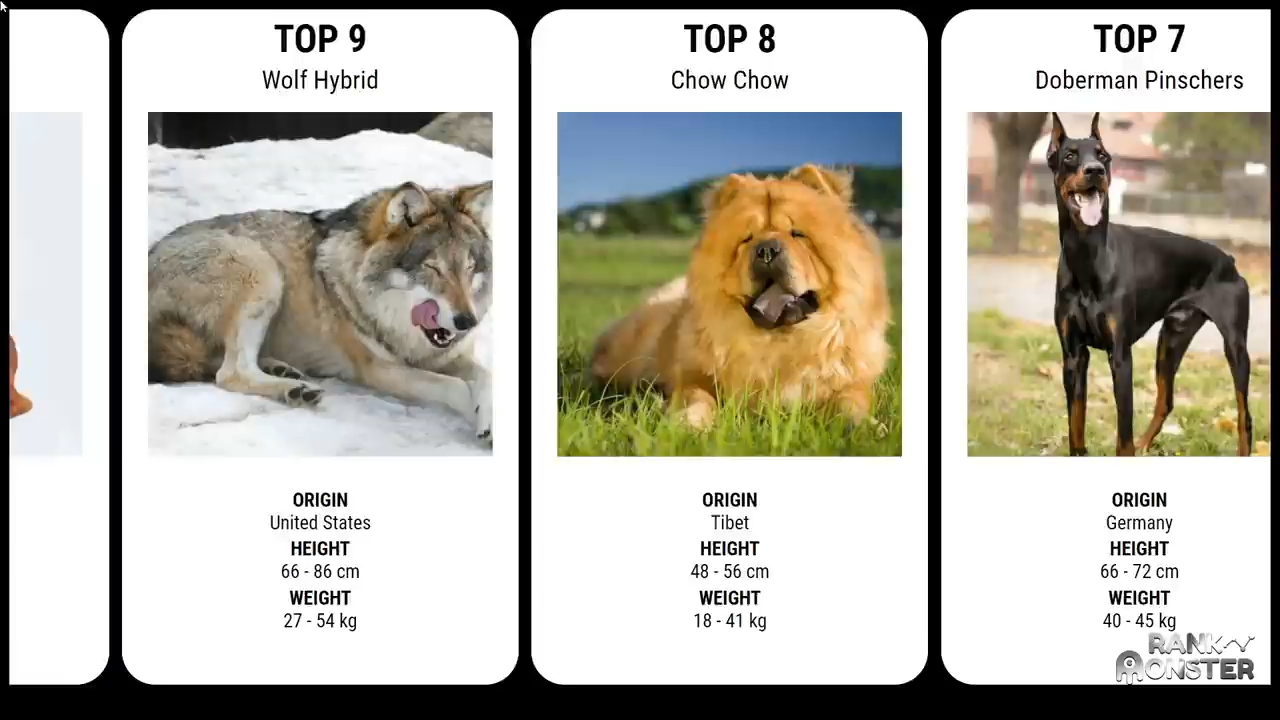 TOP 9
Wolf Hybrid
ORIGIN
United States
HEIGHT
66 - 86 cm
WEIGHT
27 - 54 kg
TOP 8
Chow Chow
ORIGIN
Tibet
HEIGHT
48 - 56 cm
WEIGHT
18 - 41 kg
TOP 7
Doberman Pinschers
ORIGIN
Germany
HEIGHT
66 - 72 cm
WEIGHT
40 - 45 kg
RANK
MONSTER